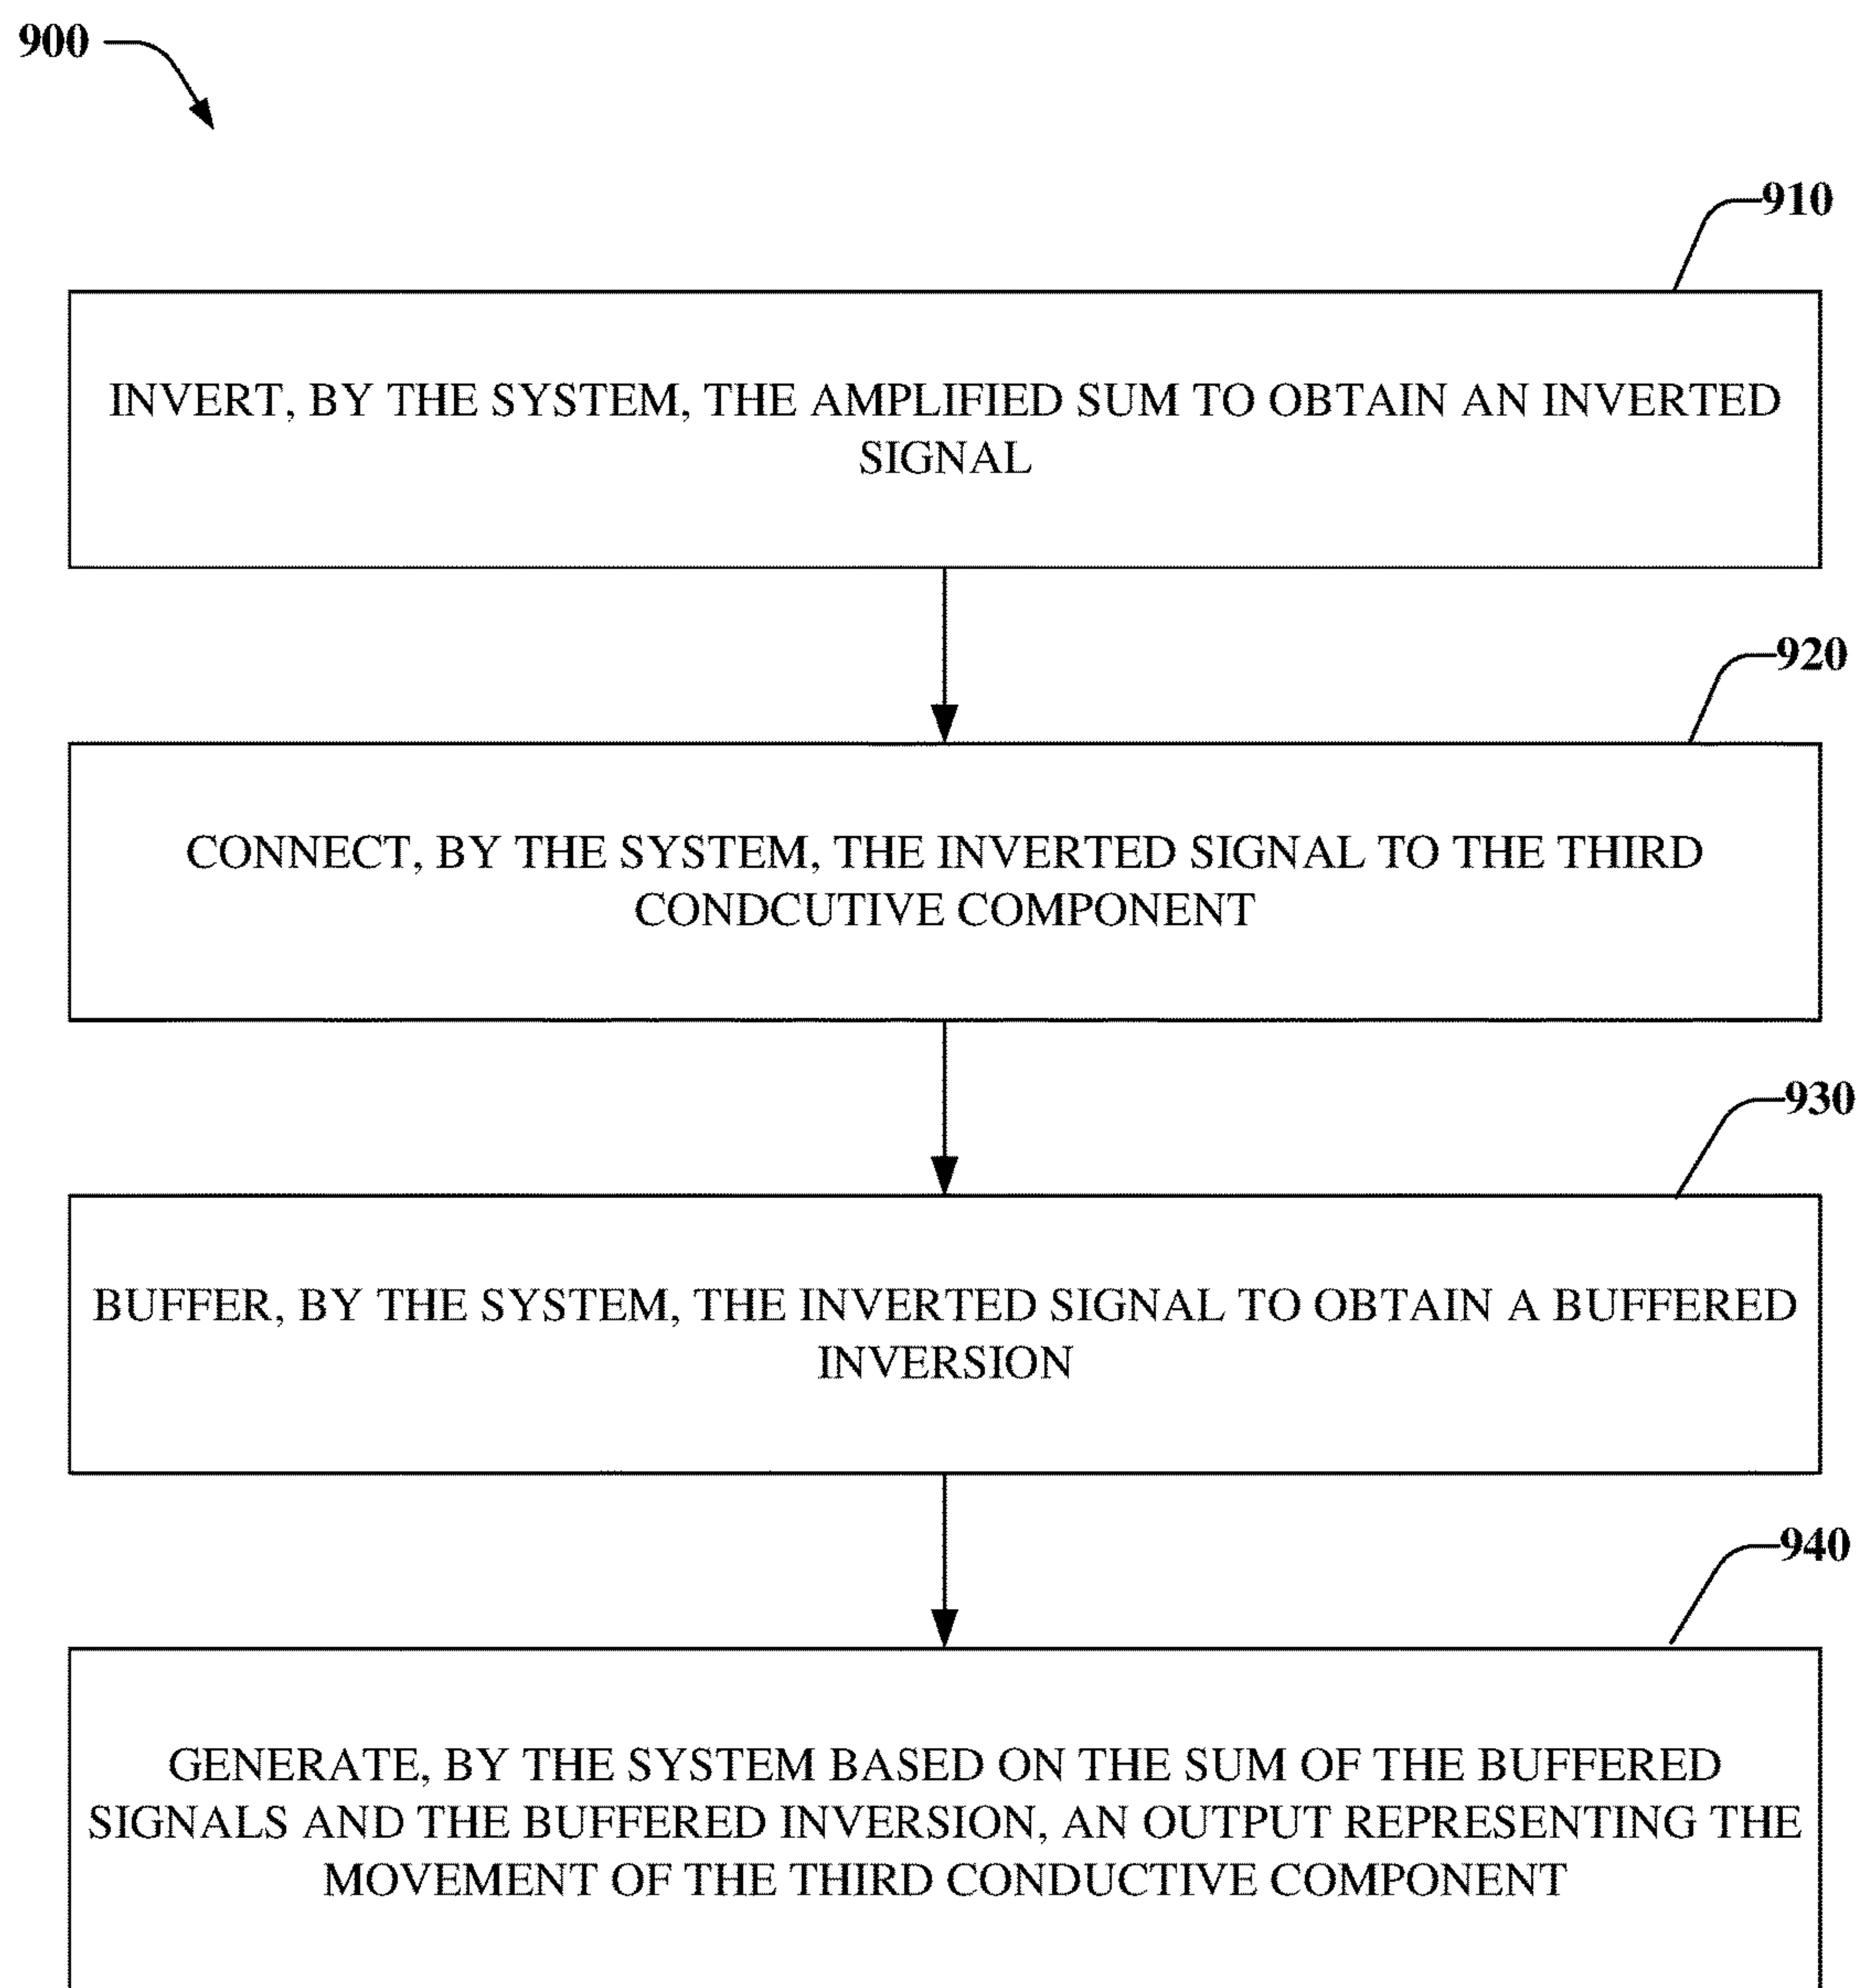 900
910
INVERT, BY THE SYSTEM, THE AMPLIFIED SUM TO OBTAIN AN INVERTED
SIGNAL
920
CONNECT, BY THE SYSTEM, THE INVERTED SIGNAL TO THE THIRD
CONDCUTIVE COMPONENT
930
BUFFER, BY THE SYSTEM, THE INVERTED SIGNAL TO OBTAIN A BUFFERED
INVERSION
940
GENERATE, BY THE SYSTEM BASED ON THE SUM OF THE BUFFERED
SIGNALS AND THE BUFFERED INVERSION, AN OUTPUT REPRESENTING THE
MOVEMENT OF THE THIRD CONDUCTIVE COMPONENT